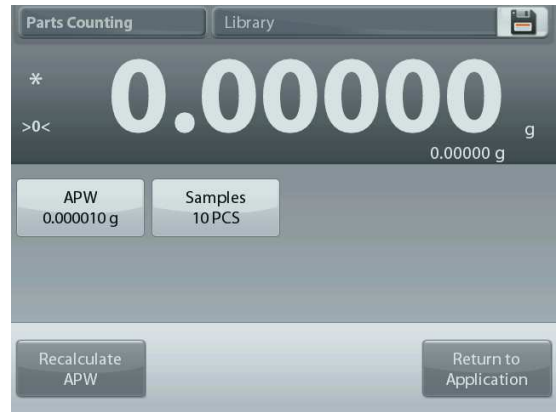 Parts Counting
Library
*
0.00000 g
>0<
0.00000 g
APW
0.000010 g
Samples
10 PCS
Recalculate
APW
Return to
Application